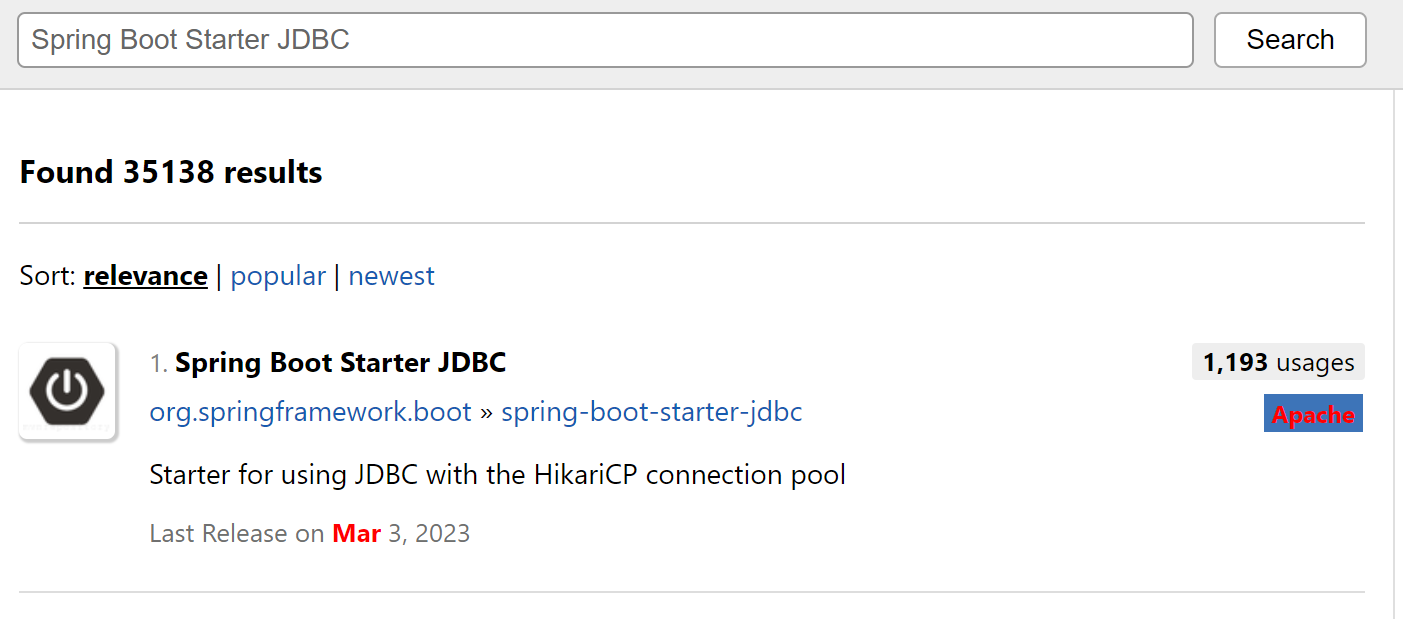 Spring Boot Starter JDBC
Search
Found 35138 results
Sort: relevance | popular | newest
1. Spring Boot Starter JDBC
1,193 usages
org.springframework.boot » spring-boot-starter-jdbc
Apache
Starter for using JDBC with the HikariCP connection pool
Last Release on Mar 3, 2023